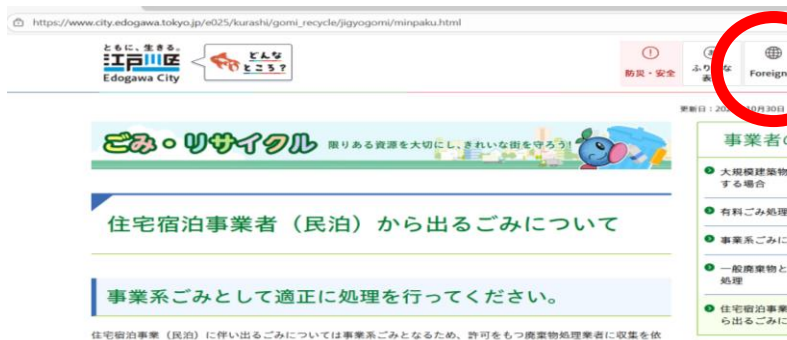 https://www.city.edogawa.tokyo.jp/e025/kurashi/gomi_recycle/jigyogomi/minpaku.html
ともに、生きる。
江戸川区
Edogawa City
どんな
ところ?
防災・安全
Foreign
更新日:
10月30日
ごみ・リサイクル 限りある資源を大切にし、きれいな街を守ろう!
事業者の
大規模建築物
する場合
有料ごみ処理
事業系ごみに
一般廃棄物と
処理
住宅宿泊事業
ら出るごみに
住宅宿泊事業者(民泊)から出るごみについて
事業系ごみとして適正に処理を行ってください。
住宅宿泊事業(民泊)に伴い出るごみについては事業系ごみとなるため、許可をもつ廃棄物処理業者に収集を依